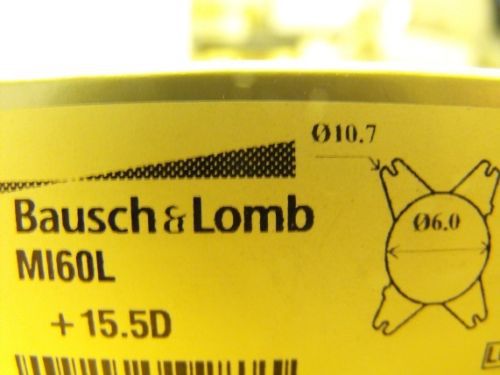 Ø10.7
Bausch & Lomb
Ø6.0
MI60L
+15.5D